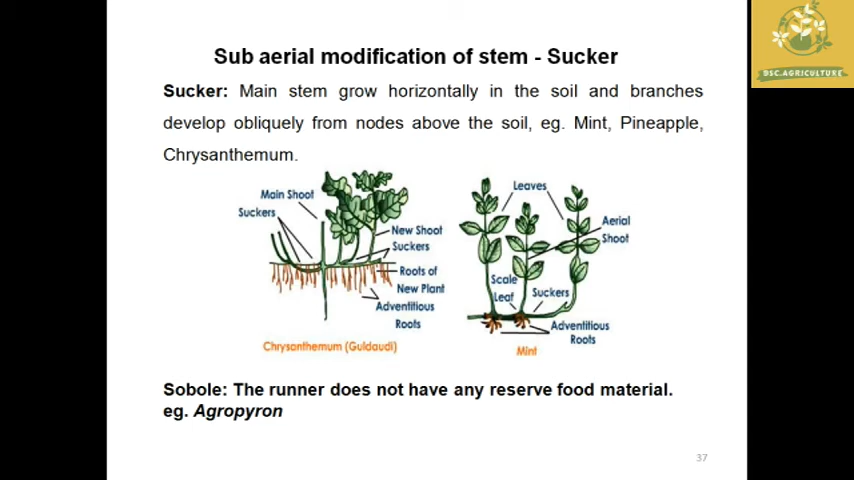 DSC.AGRICULTURE
Sub aerial modification of stem - Sucker
Sucker: Main stem grow horizontally in the soil and branches
develop obliquely from nodes above the soil, eg. Mint, Pineapple,
Chrysanthemum.
Main Shoot
Suckers
New Shoot
Suckers
Roots of
New Plant
Adventitious
Roots
Chrysanthemum (Guldaudi)
Leaves
Aerial
Shoot
Scale
Leaf
Suckers
Adventitious
Roots
Mint
Sobole: The runner does not have any reserve food material.
eg. Agropyron
37